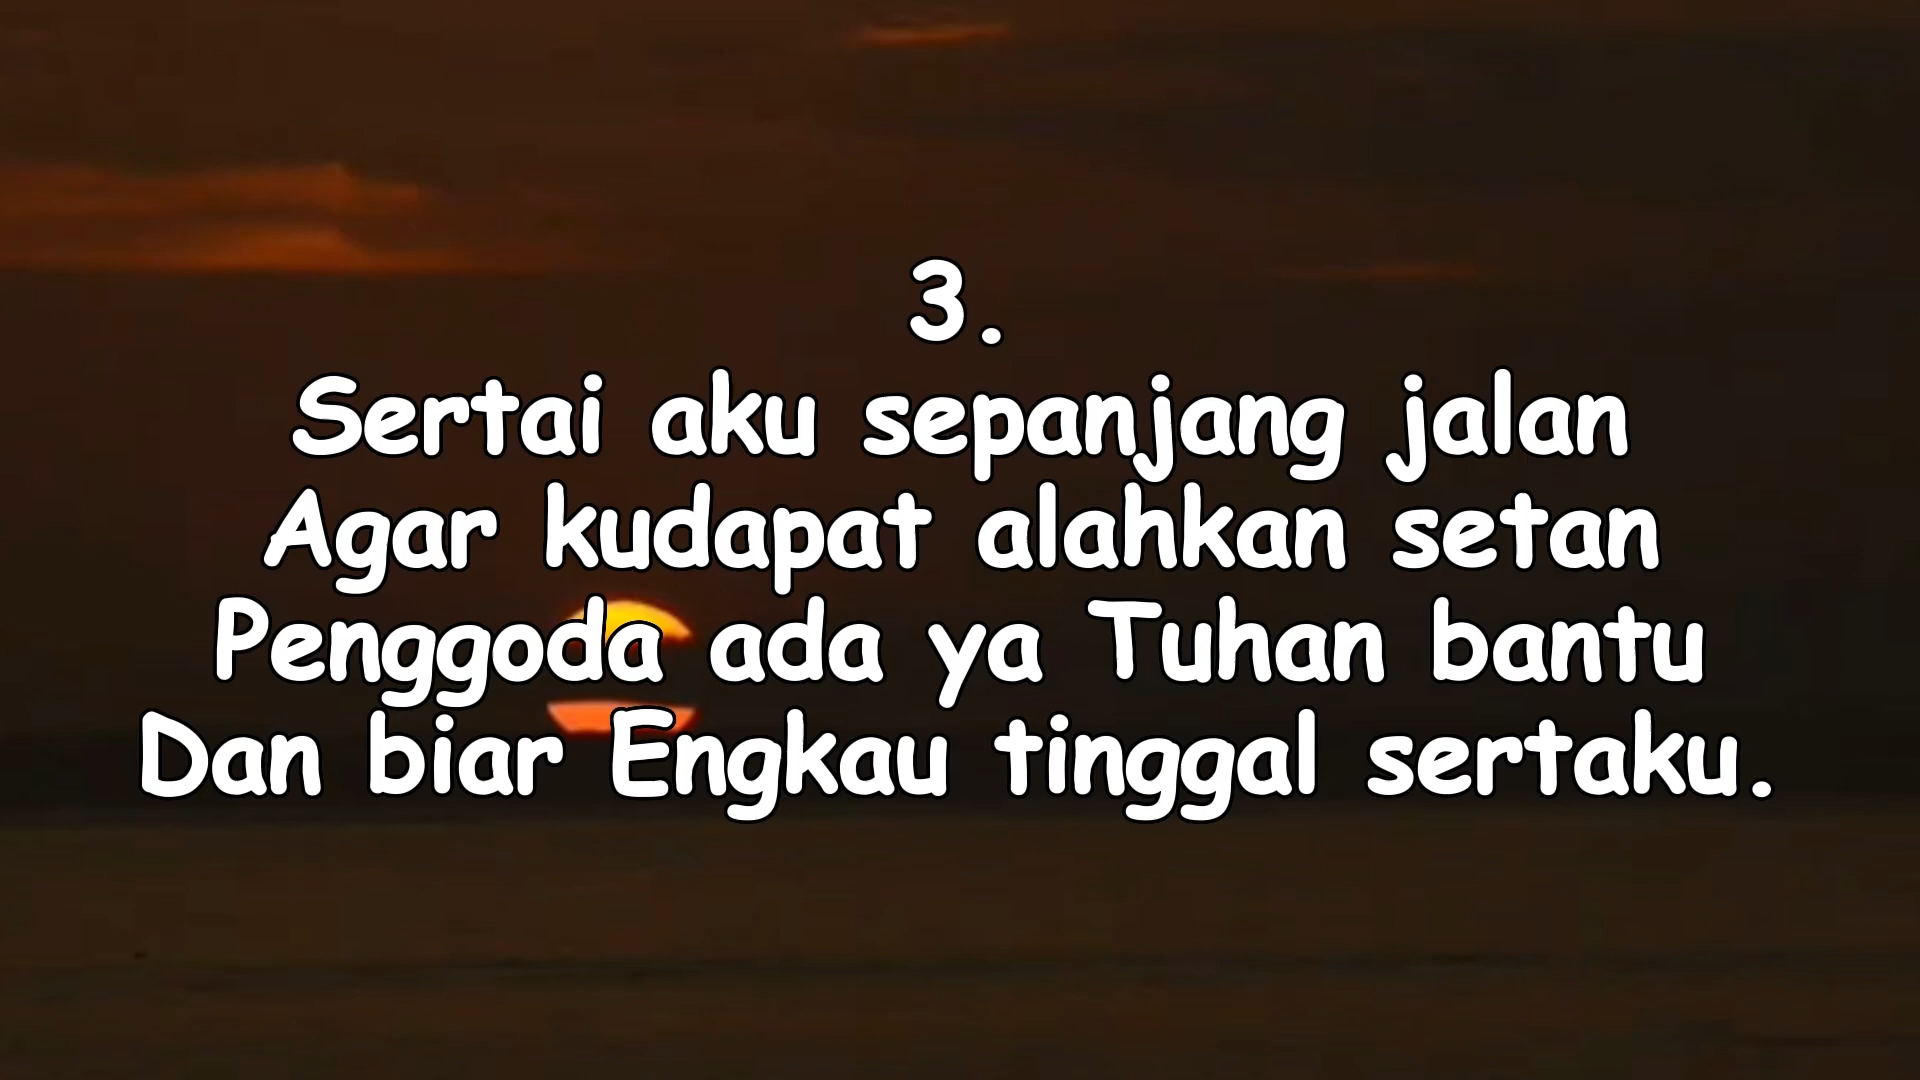 3.
Sertai aku sepanjang jalan
Agar kudapat alahkan setan
Penggoda ada ya Tuhan bantu
Dan biar Engkau tinggal sertaku.